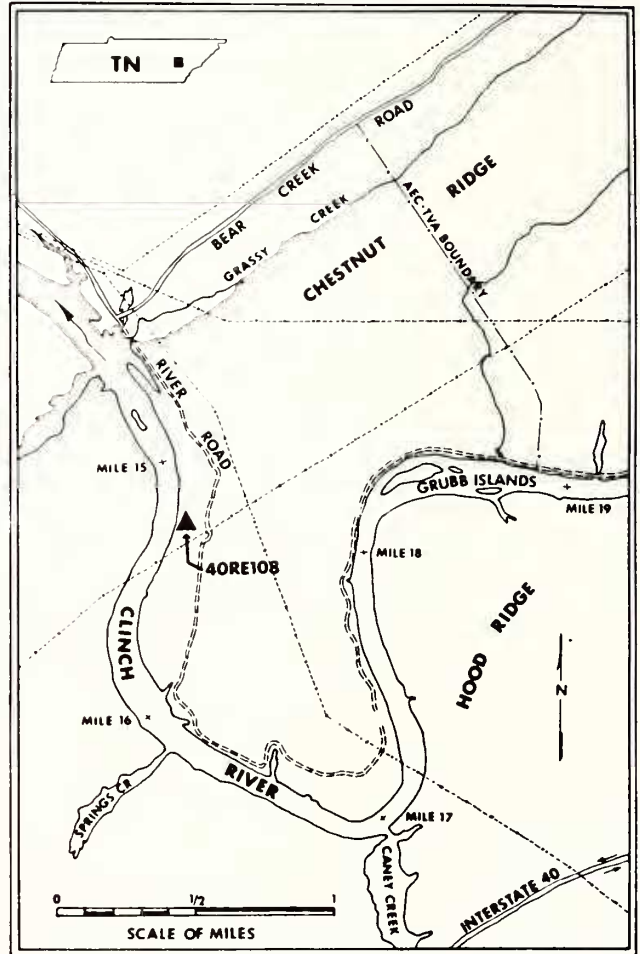 TN
BEAR CREEK ROAD
GRASSY CREEK
CHESTNUT RIDGE
AEC-TVA BOUNDARY
RIVER ROAD
MILE 15
GRUBB ISLANDS
MILE 19
MILE 18
40RE108
CLINCH RIVER
HOOD RIDGE
N
MILE 16
SPRINGS CR
MILE 17
CANEY CREEK
INTERSTATE 40
0 1/2 1
SCALE OF MILES